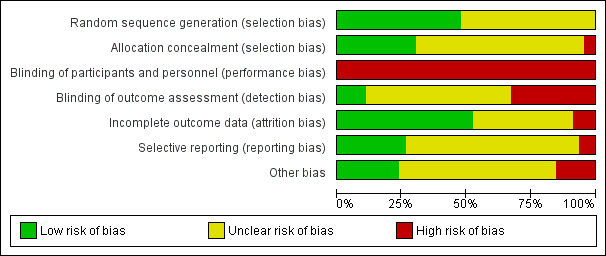 Random sequence generation (selection bias)
Allocation concealment (selection bias)
Blinding of participants and personnel (performance bias)
Blinding of outcome assessment (detection bias)
Incomplete outcome data (attrition bias)
Selective reporting (reporting bias)
Other bias
0% 25% 50% 75% 100%
Low risk of bias Unclear risk of bias High risk of bias